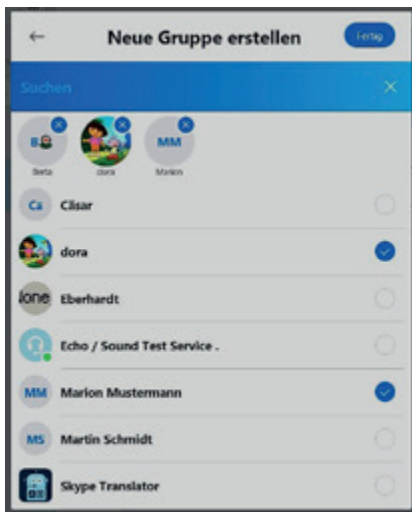 ← Neue Gruppe erstellen Fertig
Suchen
MM
Berta dora Marion
Ca Cäsar
dora
Eberhardt
Echo / Sound Test Service .
MM Marion Mustermann
MS Martin Schmidt
Skype Translator